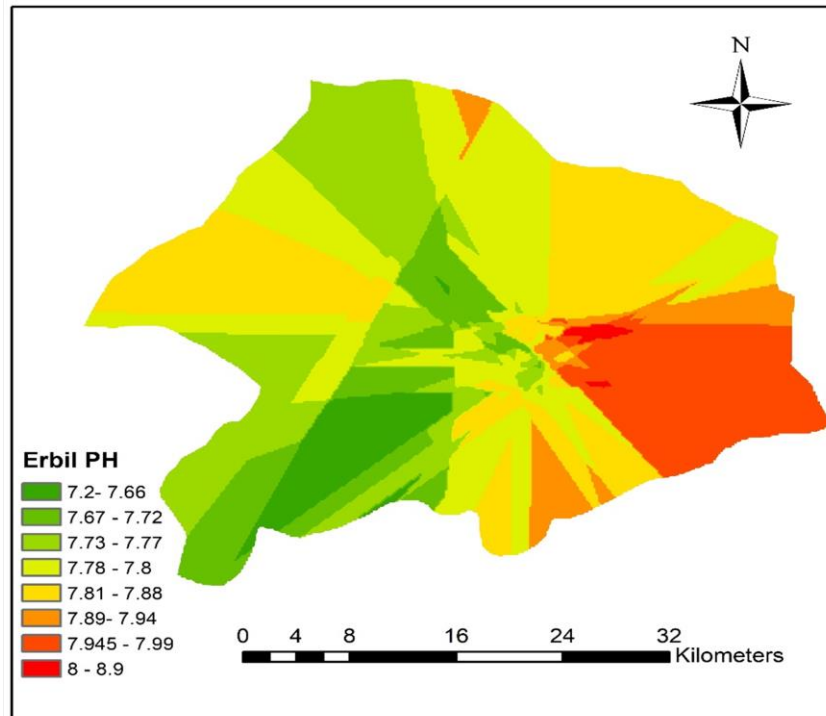 N
Erbil PH
7.2- 7.66
7.67 - 7.72
7.73 - 7.77
7.78 - 7.8
7.81 - 7.88
7.89- 7.94
7.945 - 7.99
8 - 8.9
0 4 8 16 24 32
Kilometers